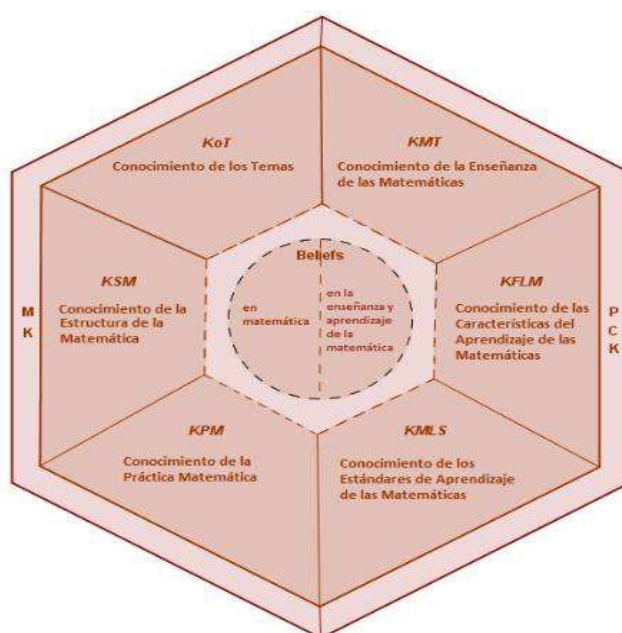 KoT
Conocimiento de los Temas
KMT
Conocimiento de la Enseñanza
de las Matemáticas
KSM
Conocimiento de la
Estructura de la
Matemática
Beliefs
en
matemática
en la
enseñanza y
aprendizaje
de la
matemática
KFLM
Conocimiento de las
Características del
Aprendizaje de las
Matemáticas
M
K
P
C
K
KPM
Conocimiento de la
Práctica Matemática
KMLS
Conocimiento de los
Estándares de Aprendizaje
de las Matemáticas